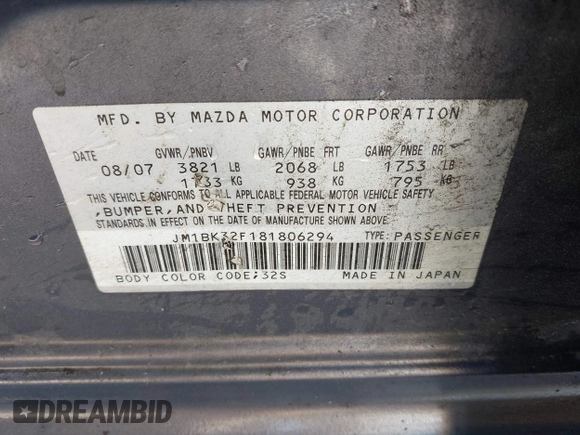 MFD. BY MAZDA MOTOR CORPORATION
DATE GVWR/PNBV GAWR/PNBE FRT GAWR/PNBE RR
08/07 3821 LB 2068 LB 1753 LB
1733 KG 938 KG 795 KG
THIS VEHICLE CONFORMS TO ALL APPLICABLE FEDERAL MOTOR VEHICLE SAFETY
,BUMPER,AND THEFT PREVENTION
STANDARDS IN EFFECT ON THE DATE OF MANUFACTURE SHOWN ABOVE.
JM1BK32F181806294 TYPE:PASSENGER
BODY COLOR CODE;32S MADE IN JAPAN
DREAMBID